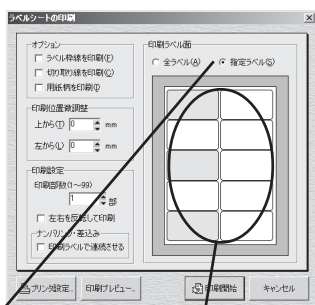 ラベルシートの印刷
オプション
ラベル枠線を印刷(F)
切り取り線を印刷(C)
用紙柄を印刷(I)
印刷位置微調整
上から(T) 0 mm
左から(L) 0 mm
印刷設定
印刷部数(1～99)
1 部
左右を反転して印刷
ナンバリング・差込み
印刷ラベルで連続させる
印刷ラベル面
全ラベル(A) 指定ラベル(S)
プリンタ設定... 印刷プレビュー... 印刷開始 キャンセル